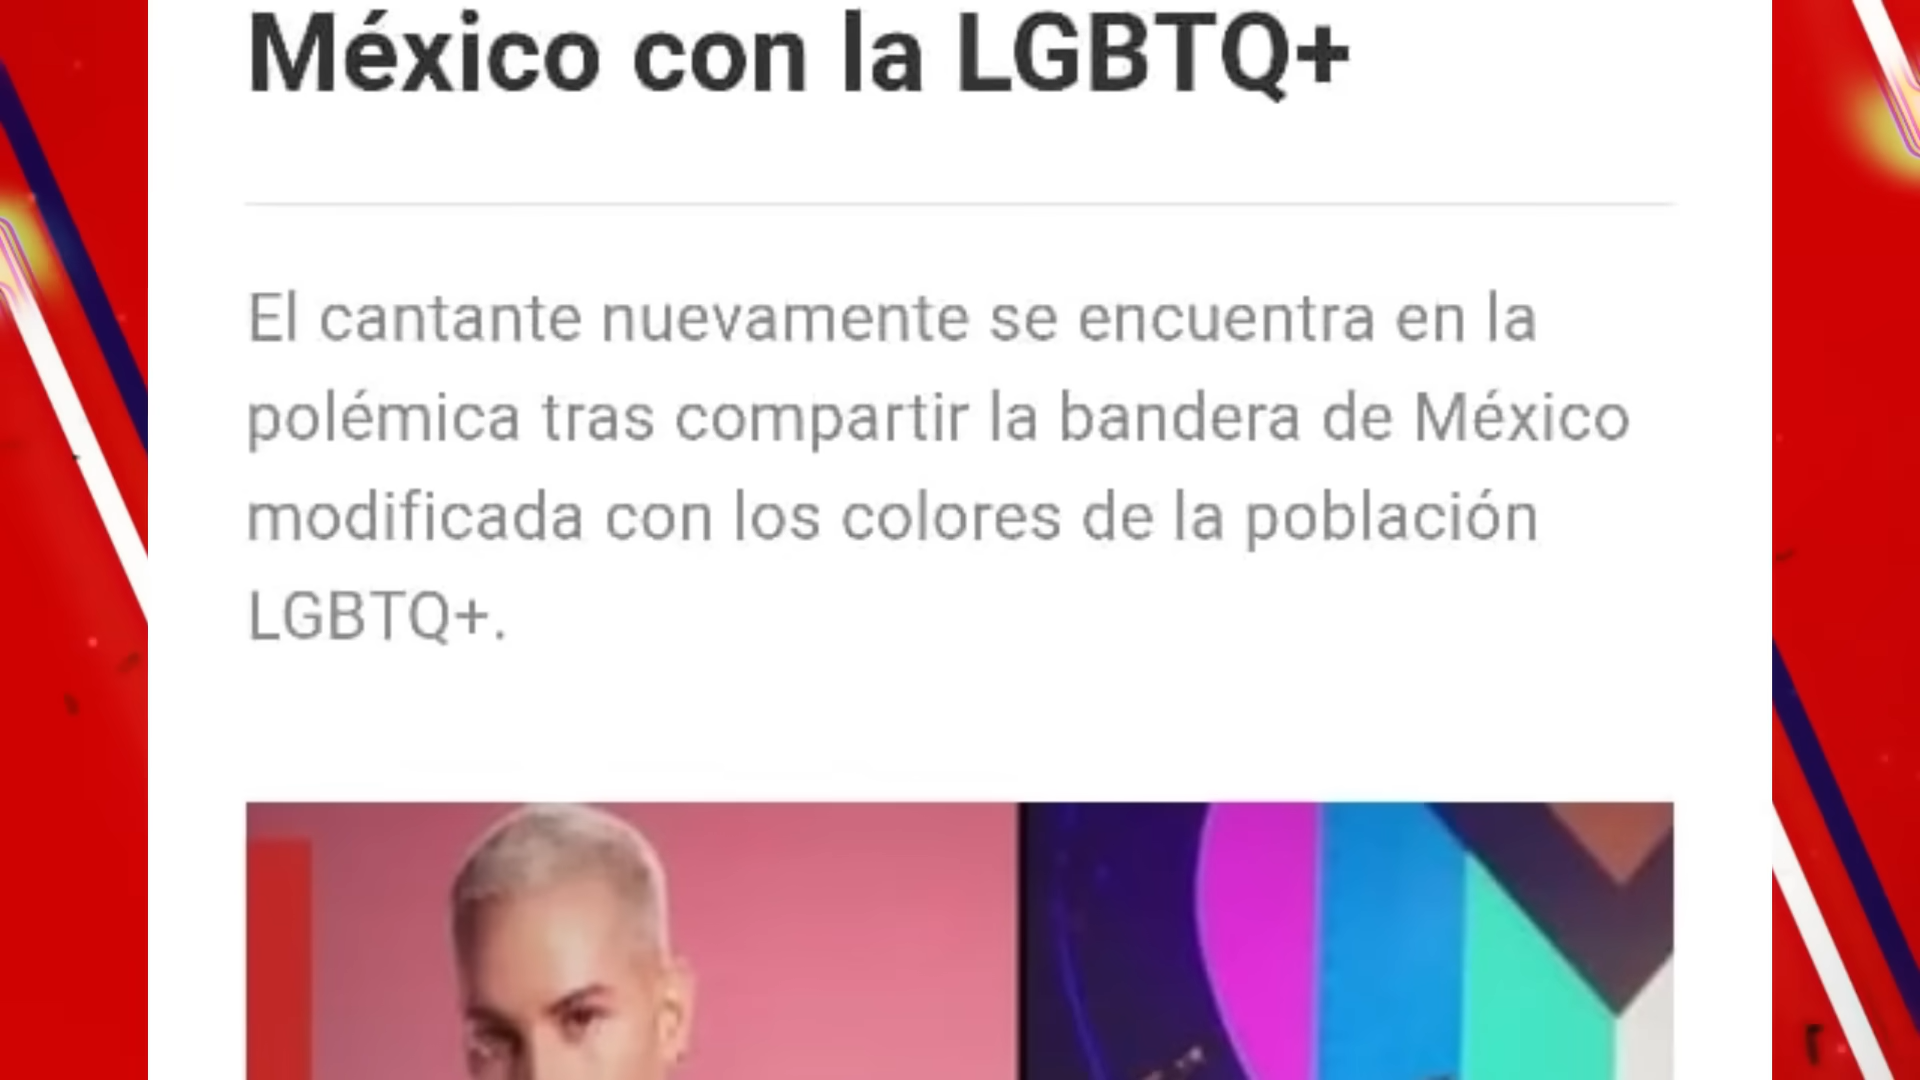 México con la LGBTQ+
El cantante nuevamente se encuentra en la
polémica tras compartir la bandera de México
modificada con los colores de la población
LGBTQ+.